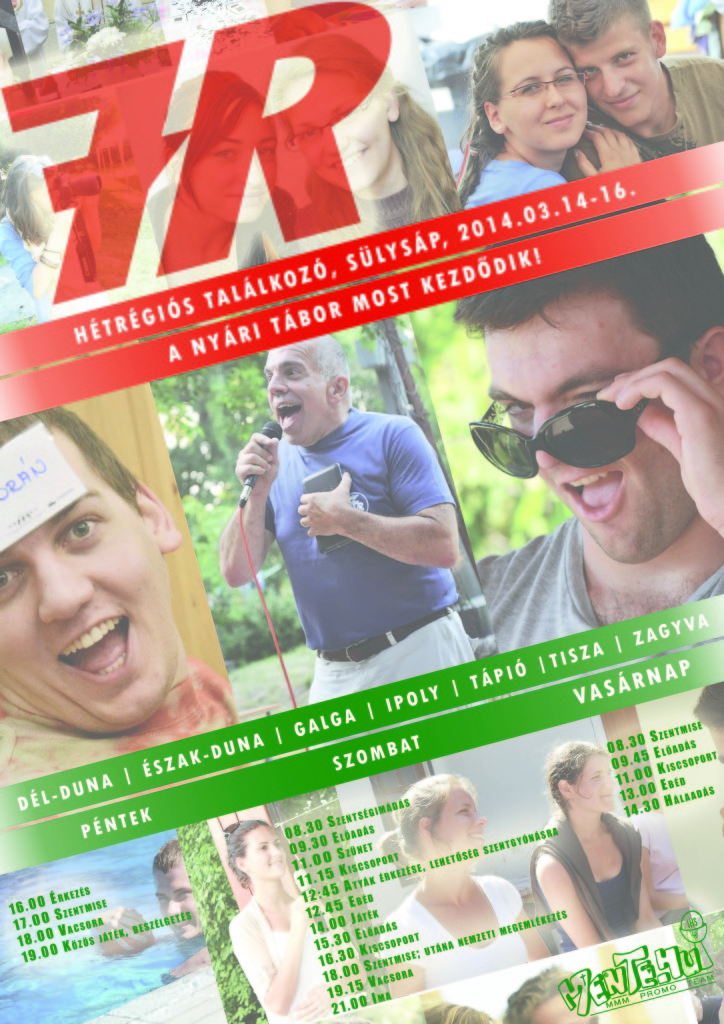 7R
HÉTRÉGIÓS TALÁLKOZÓ, SÜLYSÁP, 2014.03.14-16.
A NYÁRI TÁBOR MOST KEZDŐDIK!
ORÁN
DÉL-DUNA | ÉSZAK-DUNA | GALGA | IPOLY | TÁPIÓ | TISZA | ZAGYVA
PÉNTEK
16.00 ÉRKEZÉS
17.00 SZENTMISE
18.00 VACSORA
19.00 KÖZÖS JÁTÉK, BESZÉLGETÉS
SZOMBAT
08.30 SZENTSÉGIMÁDÁS
09.30 ELŐADÁS
11.00 SZÜNET
11.15 KISCSOPORT
12:45 ATYÁK ÉRKEZÉSE, LEHETŐSÉG SZENTGYÓNÁSRA
12.45 EBÉD
14.00 JÁTÉK
15.30 ELŐADÁS
16.30 KISCSOPORT
18.00 SZENTMISE; UTÁNA NEMZETI MEGEMLÉKEZÉS
19.15 VACSORA
21.00 IMA
VASÁRNAP
08.30 SZENTMISE
09.45 ELŐADÁS
11.00 KISCSOPORT
13.00 EBÉD
14.30 HÁLAADÁS
IHS
MenTe.Hu!
MMM PROMO TEAM